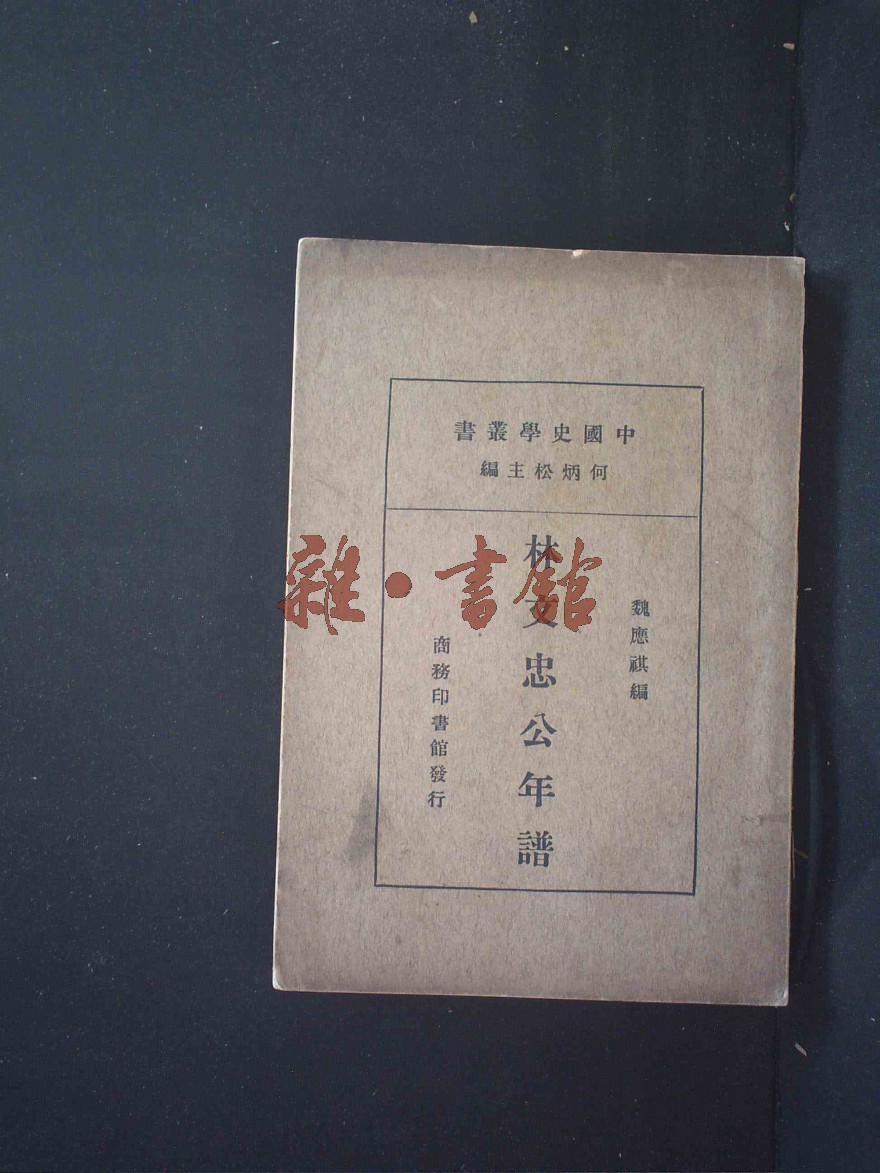 中國史學叢書
何炳松主編
魏應祺編
林文忠公年譜
商務印書館發行
雜·書館